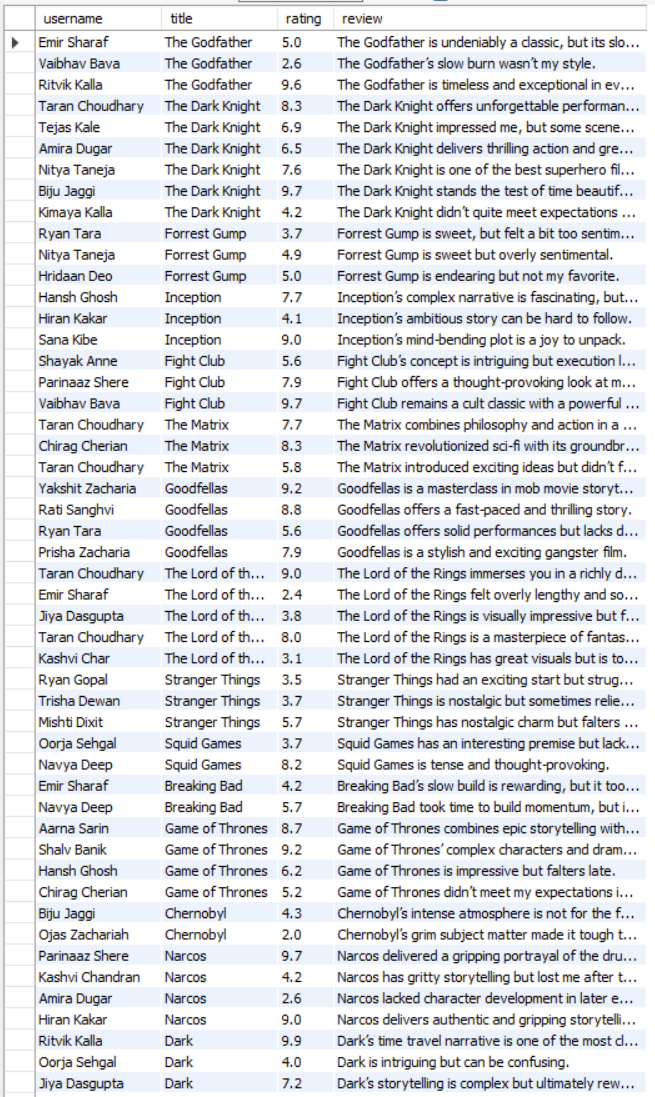 username title rating review
Emir Sharaf The Godfather 5.0 The Godfather is undeniably a classic, but its slo...
Vaibhav Bava The Godfather 2.6 The Godfather's slow burn wasn't my style.
Ritvik Kalla The Godfather 9.6 The Godfather is timeless and exceptional in ev...
Taran Choudhary The Dark Knight 8.3 The Dark Knight offers unforgettable performan...
Tejas Kale The Dark Knight 6.9 The Dark Knight impressed me, but some scene...
Amira Dugar The Dark Knight 6.5 The Dark Knight delivers thrilling action and gre...
Nitya Taneja The Dark Knight 7.6 The Dark Knight is one of the best superhero fil...
Biju Jaggi The Dark Knight 9.7 The Dark Knight stands the test of time beautif...
Kimaya Kalla The Dark Knight 4.2 The Dark Knight didn't quite meet expectations ...
Ryan Tara Forrest Gump 3.7 Forrest Gump is sweet, but felt a bit too sentim...
Nitya Taneja Forrest Gump 4.9 Forrest Gump is sweet but overly sentimental.
Hridaan Deo Forrest Gump 5.0 Forrest Gump is endearing but not my favorite.
Hansh Ghosh Inception 7.7 Inception's complex narrative is fascinating, but...
Hiran Kakar Inception 4.1 Inception's ambitious story can be hard to follow.
Sana Kibe Inception 9.0 Inception's mind-bending plot is a joy to unpack.
Shayak Anne Fight Club 5.6 Fight Club's concept is intriguing but execution l...
Parinaaz Shere Fight Club 7.9 Fight Club offers a thought-provoking look at m...
Vaibhav Bava Fight Club 9.7 Fight Club remains a cult classic with a powerful ...
Taran Choudhary The Matrix 7.7 The Matrix combines philosophy and action in a ...
Chirag Cherian The Matrix 8.3 The Matrix revolutionized sci-fi with its groundbr...
Taran Choudhary The Matrix 5.8 The Matrix introduced exciting ideas but didn't f...
Yakshit Zacharia Goodfellas 9.2 Goodfellas is a masterclass in mob movie storyt...
Rati Sanghvi Goodfellas 8.8 Goodfellas offers a fast-paced and thrilling story.
Ryan Tara Goodfellas 5.6 Goodfellas offers solid performances but lacks d...
Prisha Zacharia Goodfellas 7.9 Goodfellas is a stylish and exciting gangster film.
Taran Choudhary The Lord of th... 9.0 The Lord of the Rings immerses you in a richly d...
Emir Sharaf The Lord of th... 2.4 The Lord of the Rings felt overly lengthy and so...
Jiya Dasgupta The Lord of th... 3.8 The Lord of the Rings is visually impressive but f...
Taran Choudhary The Lord of th... 8.0 The Lord of the Rings is a masterpiece of fantas...
Kashvi Char The Lord of th... 3.1 The Lord of the Rings has great visuals but is to...
Ryan Gopal Stranger Things 3.5 Stranger Things had an exciting start but strug...
Trisha Dewan Stranger Things 3.7 Stranger Things is nostalgic but sometimes relie...
Mishti Dixit Stranger Things 5.7 Stranger Things has nostalgic charm but falters ...
Oorja Sehgal Squid Games 3.7 Squid Games has an interesting premise but lack...
Navya Deep Squid Games 8.2 Squid Games is tense and thought-provoking.
Emir Sharaf Breaking Bad 4.2 Breaking Bad's slow build is rewarding, but it too...
Navya Deep Breaking Bad 5.7 Breaking Bad took time to build momentum, but i...
Aarna Sarin Game of Thrones 8.7 Game of Thrones combines epic storytelling with...
Shalv Banik Game of Thrones 9.2 Game of Thrones' complex characters and dram...
Hansh Ghosh Game of Thrones 6.2 Game of Thrones is impressive but falters late.
Chirag Cherian Game of Thrones 5.2 Game of Thrones didn't meet my expectations i...
Biju Jaggi Chernobyl 4.3 Chernobyl's intense atmosphere is not for the f...
Ojas Zachariah Chernobyl 2.0 Chernobyl's grim subject matter made it tough t...
Parinaaz Shere Narcos 9.7 Narcos delivered a gripping portrayal of the dru...
Kashvi Chandran Narcos 4.2 Narcos has gritty storytelling but lost me after t...
Amira Dugar Narcos 2.6 Narcos lacked character development in later e...
Hiran Kakar Narcos 9.0 Narcos delivers authentic and gripping storytelli...
Ritvik Kalla Dark 9.9 Dark's time travel narrative is one of the most cl...
Oorja Sehgal Dark 4.0 Dark is intriguing but can be confusing.
Jiya Dasgupta Dark 7.2 Dark's storytelling is complex but ultimately rew...